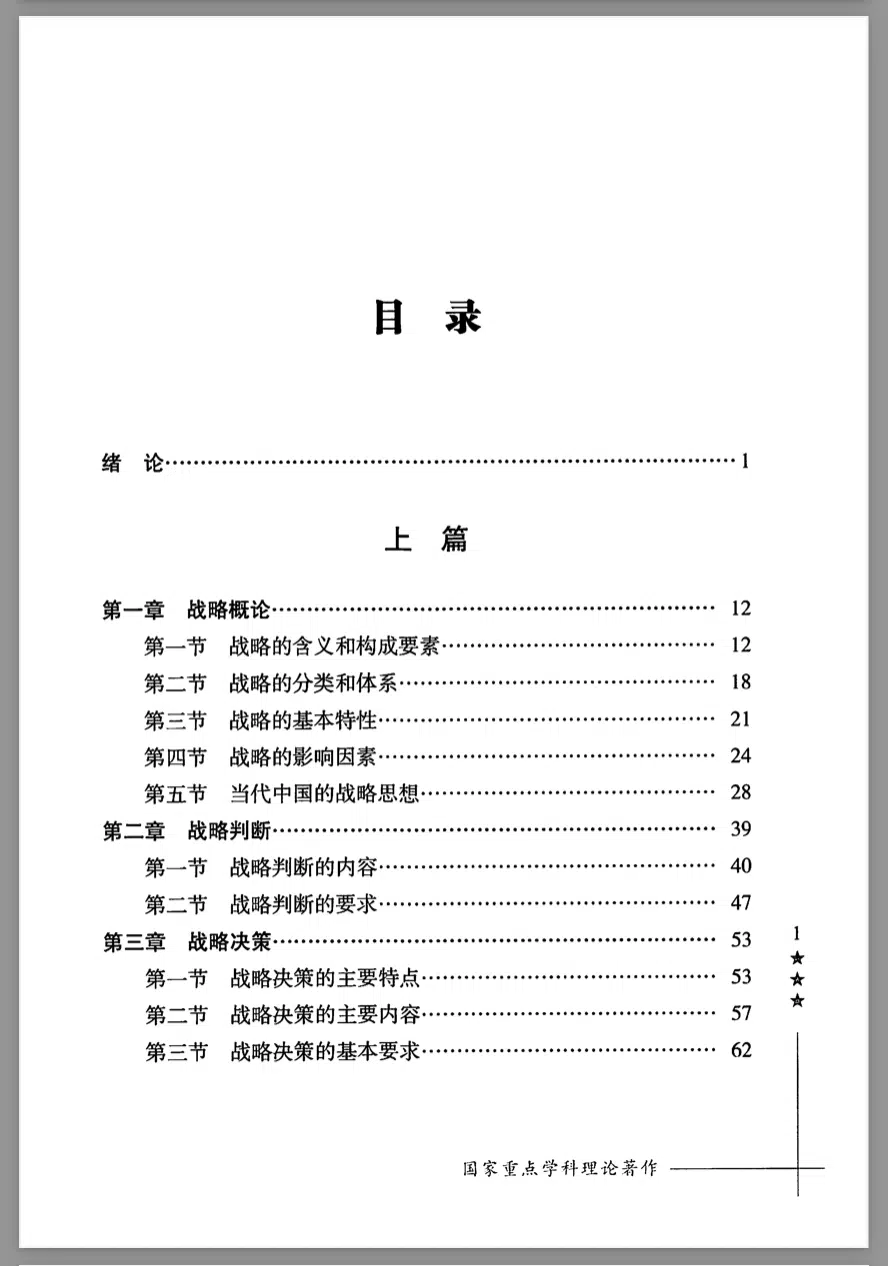 目 录
绪 论……………………………………………………………………1
上 篇
第一章 战略概论…………………………………………………… 12
第一节 战略的含义和构成要素……………………………… 12
第二节 战略的分类和体系…………………………………… 18
第三节 战略的基本特性……………………………………… 21
第四节 战略的影响因素……………………………………… 24
第五节 当代中国的战略思想………………………………… 28
第二章 战略判断…………………………………………………… 39
第一节 战略判断的内容……………………………………… 40
第二节 战略判断的要求……………………………………… 47
第三章 战略决策…………………………………………………… 53
第一节 战略决策的主要特点………………………………… 53
第二节 战略决策的主要内容………………………………… 57
第三节 战略决策的基本要求………………………………… 62
1
国家重点学科理论著作